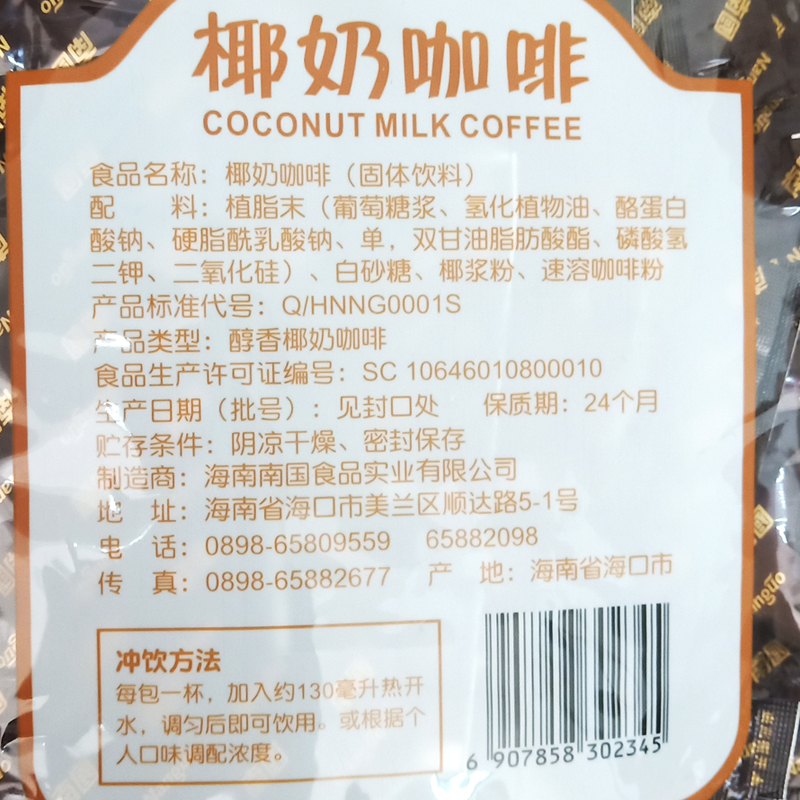 椰奶咖啡
COCONUT MILK COFFEE
食品名称：椰奶咖啡（固体饮料）
配 料：植脂末（葡萄糖浆、氢化植物油、酪蛋白
酸钠、硬脂酰乳酸钠、单，双甘油脂肪酸酯、磷酸氢
二钾、二氧化硅）、白砂糖、椰浆粉、速溶咖啡粉
产品标准代号：Q/HNNG0001S
产品类型：醇香椰奶咖啡
食品生产许可证编号：SC 10646010800010
生产日期（批号）：见封口处 保质期：24个月
贮存条件：阴凉干燥、密封保存
制造商：海南南国食品实业有限公司
地 址：海南省海口市美兰区顺达路5-1号
电 话：0898-65809559 65882098
传 真：0898-65882677 产 地：海南省海口市
冲饮方法
每包一杯，加入约130毫升热开
水，调匀后即可饮用。或根据个
人口味调配浓度。
6 907858 302345